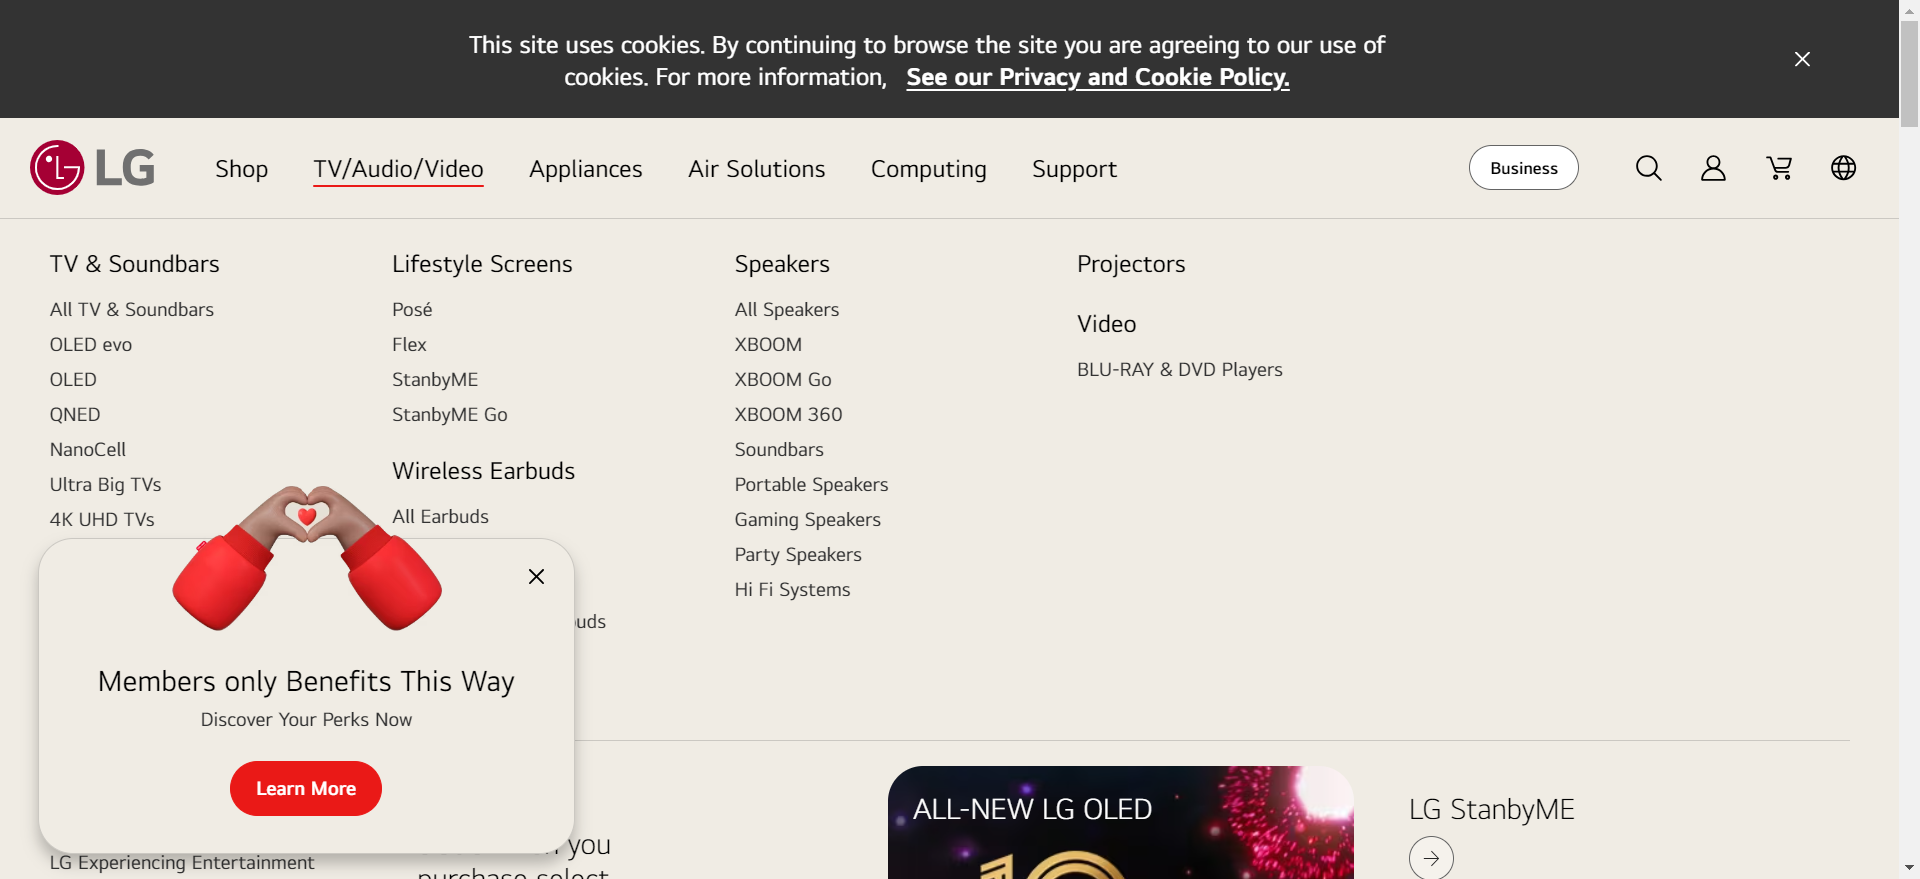 This site uses cookies. By continuing to browse the site you are agreeing to our use of
cookies. For more information, See our Privacy and Cookie Policy.
LG
Shop
TV/Audio/Video
Appliances
Air Solutions
Computing
Support
Business
TV & Soundbars
All TV & Soundbars
OLED evo
OLED
QNED
NanoCell
Ultra Big TVs
4K UHD TVs
Lifestyle Screens
Posé
Flex
StanbyME
StanbyME Go
Wireless Earbuds
All Earbuds
Speakers
All Speakers
XBOOM
XBOOM Go
XBOOM 360
Soundbars
Portable Speakers
Gaming Speakers
Party Speakers
Hi Fi Systems
Projectors
Video
BLU-RAY & DVD Players
Members only Benefits This Way
Discover Your Perks Now
Learn More
LG Experiencing Entertainment
you
purchase select
ALL-NEW LG OLED
LG StanbyME